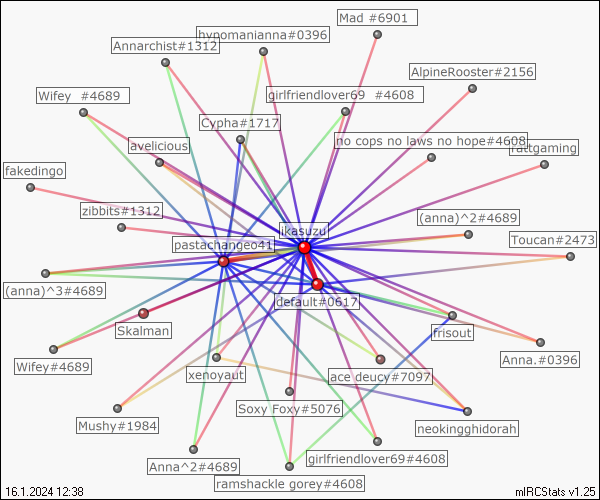 Mad #6901
hypomanianna#0396
Annarchist#1312
AlpineRooster#2156
Wifey #4689
girlfriendlover69 #4608
Cypha#1717
no cops no laws no hope#4608
avelicious
fakedingo
zibbits#1312
(anna)^2#4689
ikasuzu
pastachangeo41
Toucan#2473
(anna)^3#4689
default#0617
Skalman
frisout
Wifey#4689
Anna.#0396
xenoyaut
ace deucy#7097
Soxy Foxy#5076
Mushy#1984
neokingghidorah
Anna^2#4689
girlfriendlover69#4608
ramshackle gorey#4608
16.1.2024 12:38
mIRCStats v1.25